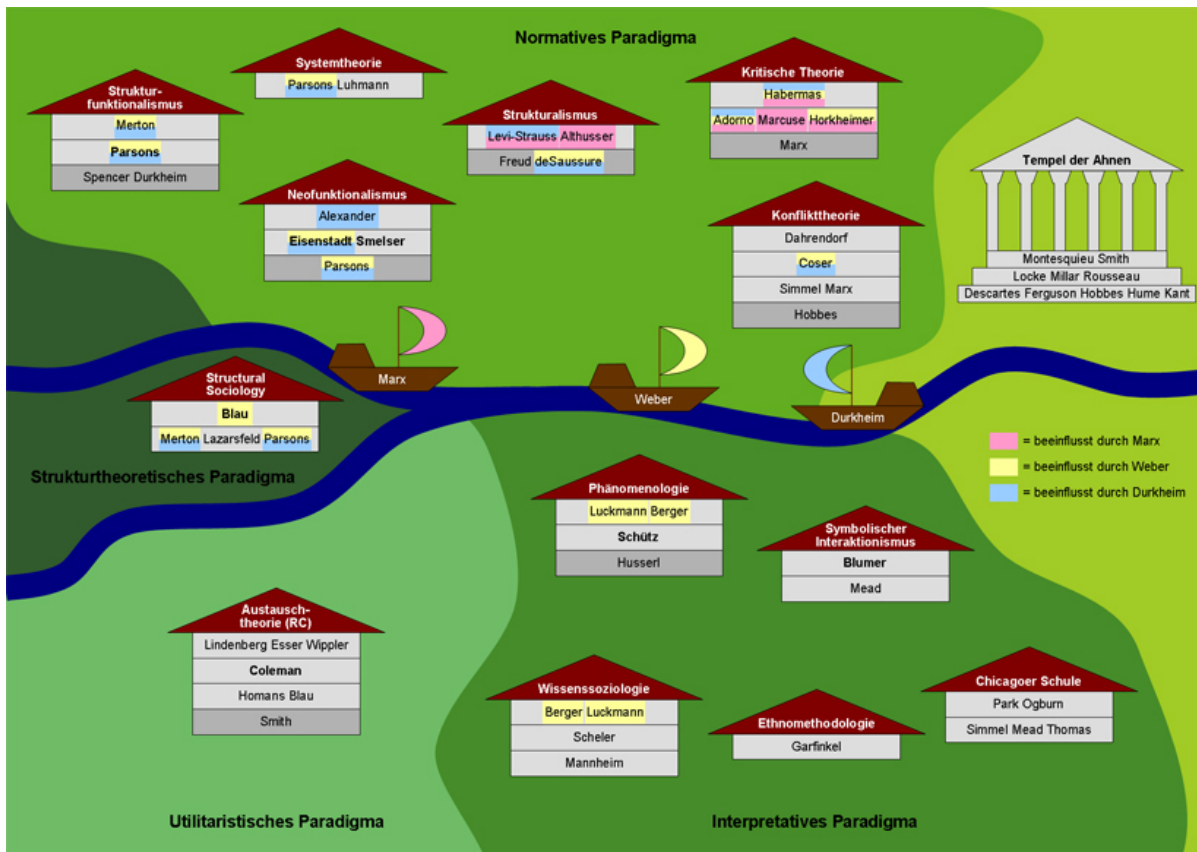 Normatives Paradigma
Systemtheorie
Parsons Luhmann
Struktur-
funktionalismus
Merton
Parsons
Spencer Durkheim
Strukturalismus
Levi-Strauss Althusser
Freud deSaussure
Kritische Theorie
Habermas
Adorno Marcuse Horkheimer
Marx
Neofunktionalismus
Alexander
Eisenstadt Smelser
Parsons
Konflikttheorie
Dahrendorf
Coser
Simmel Marx
Hobbes
Tempel der Ahnen
Montesquieu Smith
Locke Millar Rousseau
Descartes Ferguson Hobbes Hume Kant
Marx
Weber
Durkheim
Structural
Sociology
Blau
Merton Lazarsfeld Parsons
Strukturtheoretisches Paradigma
= beeinflusst durch Marx
= beeinflusst durch Weber
= beeinflusst durch Durkheim
Phänomenologie
Luckmann Berger
Schütz
Husserl
Symbolischer
Interaktionismus
Blumer
Mead
Austausch-
theorie (RC)
Lindenberg Esser Wippler
Coleman
Homans Blau
Smith
Wissenssoziologie
Berger Luckmann
Scheler
Mannheim
Ethnomethodologie
Garfinkel
Chicagoer Schule
Park Ogburn
Simmel Mead Thomas
Utilitaristisches Paradigma
Interpretatives Paradigma